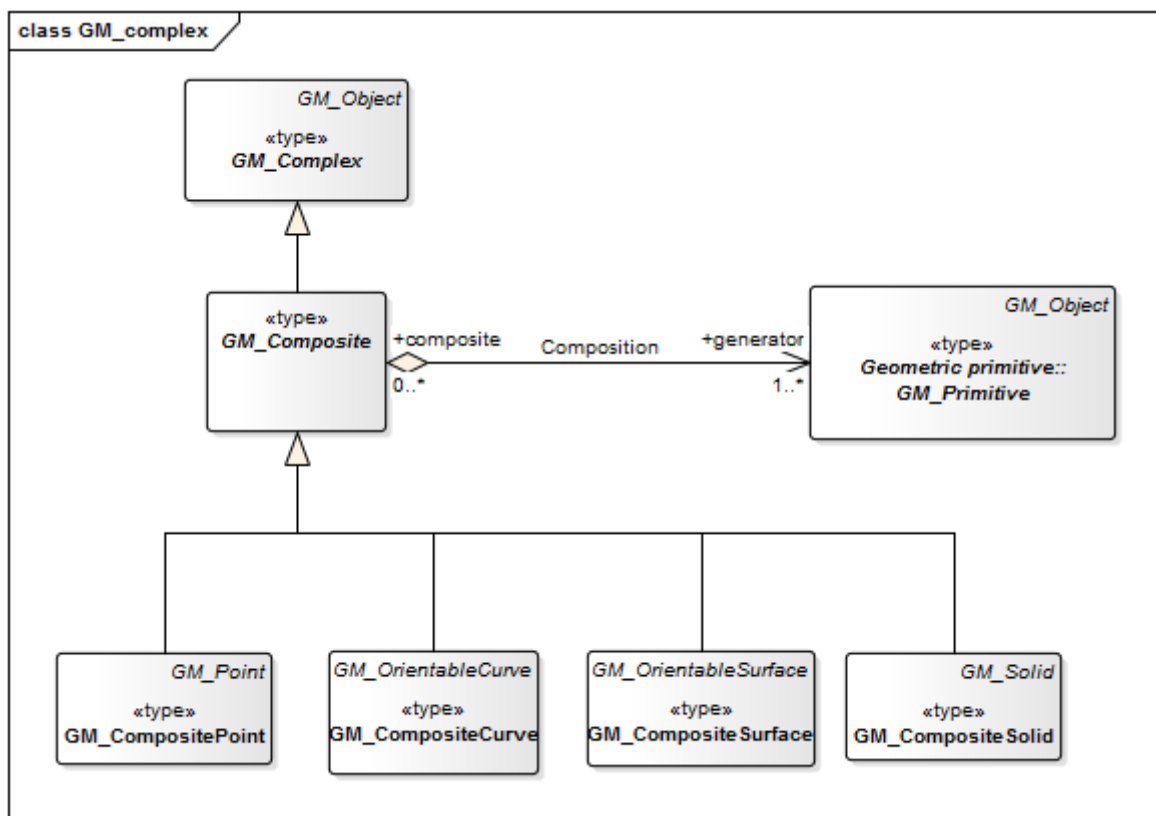 class GM_complex
GM_Object
«type»
GM_Complex
«type»
GM_Composite
+composite
0..*
Composition
+generator
1..*
GM_Object
«type»
Geometric primitive::
GM_Primitive
GM_Point
«type»
GM_CompositePoint
GM_OrientableCurve
«type»
GM_CompositeCurve
GM_OrientableSurface
«type»
GM_CompositeSurface
GM_Solid
«type»
GM_CompositeSolid